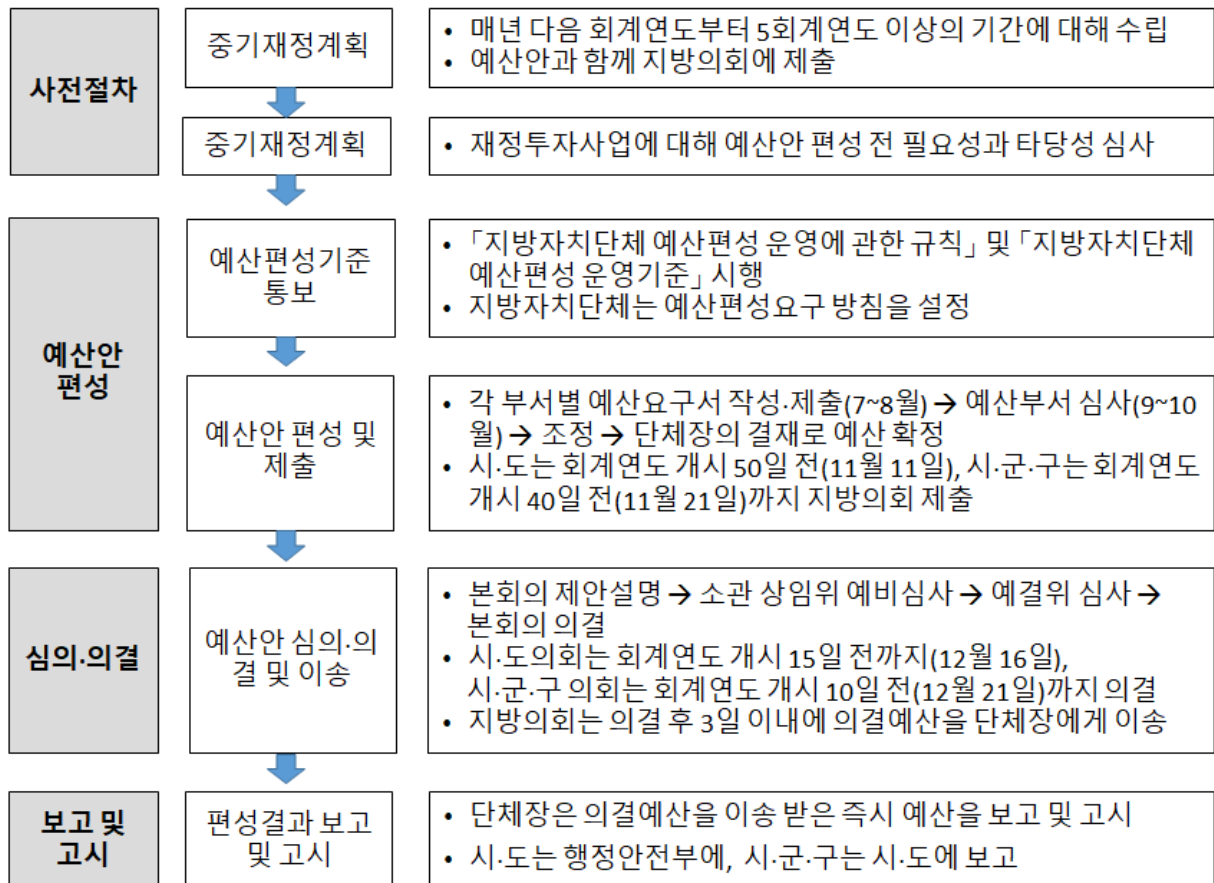 사전절차
중기재정계획
• 매년 다음 회계연도부터 5회계연도 이상의 기간에 대해 수립
• 예산안과 함께 지방의회에 제출
중기재정계획
• 재정투자사업에 대해 예산안 편성 전 필요성과 타당성 심사
예산안
편성
예산편성기준
통보
• 「지방자치단체 예산편성 운영에 관한 규칙」 및 「지방자치단체
예산편성 운영기준」 시행
• 지방자치단체는 예산편성요구 방침을 설정
예산안 편성 및
제출
• 각 부서별 예산요구서 작성·제출(7~8월) → 예산부서 심사(9~10
월) → 조정 → 단체장의 결재로 예산 확정
• 시·도는 회계연도 개시 50일 전(11월 11일), 시·군·구는 회계연도
개시 40일 전(11월 21일)까지 지방의회 제출
심의·의결
예산안 심의·의
결 및 이송
• 본회의 제안설명 → 소관 상임위 예비심사 → 예결위 심사 →
본회의 의결
• 시·도의회는 회계연도 개시 15일 전까지(12월 16일),
시·군·구 의회는 회계연도 개시 10일 전(12월 21일)까지 의결
• 지방의회는 의결 후 3일 이내에 의결예산을 단체장에게 이송
보고 및
고시
편성결과 보고
및 고시
• 단체장은 의결예산을 이송 받은 즉시 예산을 보고 및 고시
• 시·도는 행정안전부에, 시·군·구는 시·도에 보고